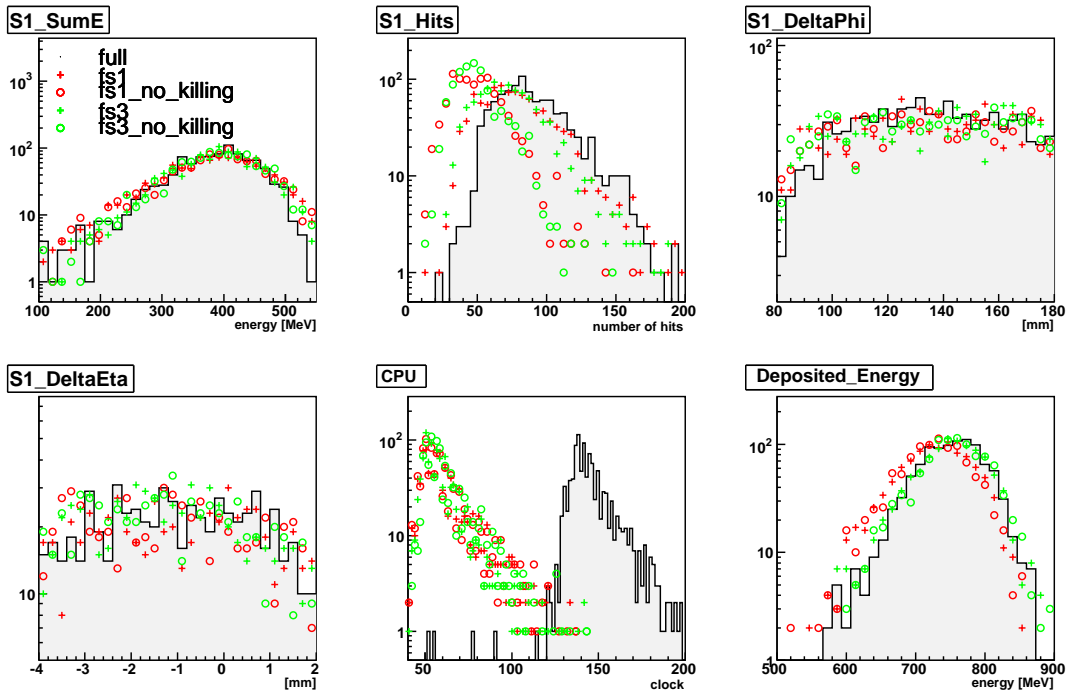 S1_SumE
full
fs1
fs1_no_killing
fs3
fs3_no_killing
10³
10²
10
1
100 200 300 400 500
energy [MeV]
S1_Hits
10²
10
1
0 50 100 150 200
number of hits
S1_DeltaPhi
10²
10
80 100 120 140 160 180
[mm]
S1_DeltaEta
10
-4 -3 -2 -1 0 1 2
[mm]
CPU
10²
10
1
50 100 150 200
clock
Deposited_Energy
10²
10
1
500 600 700 800 900
energy [MeV]